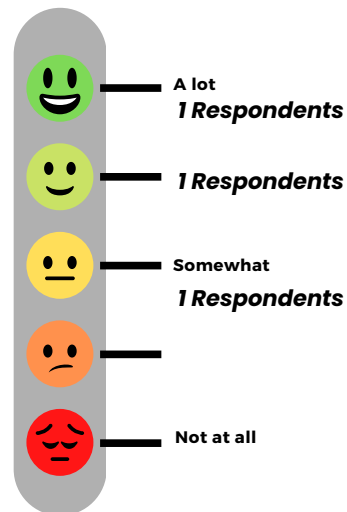 A lot
1 Respondents
1 Respondents
Somewhat
1 Respondents
Not at all